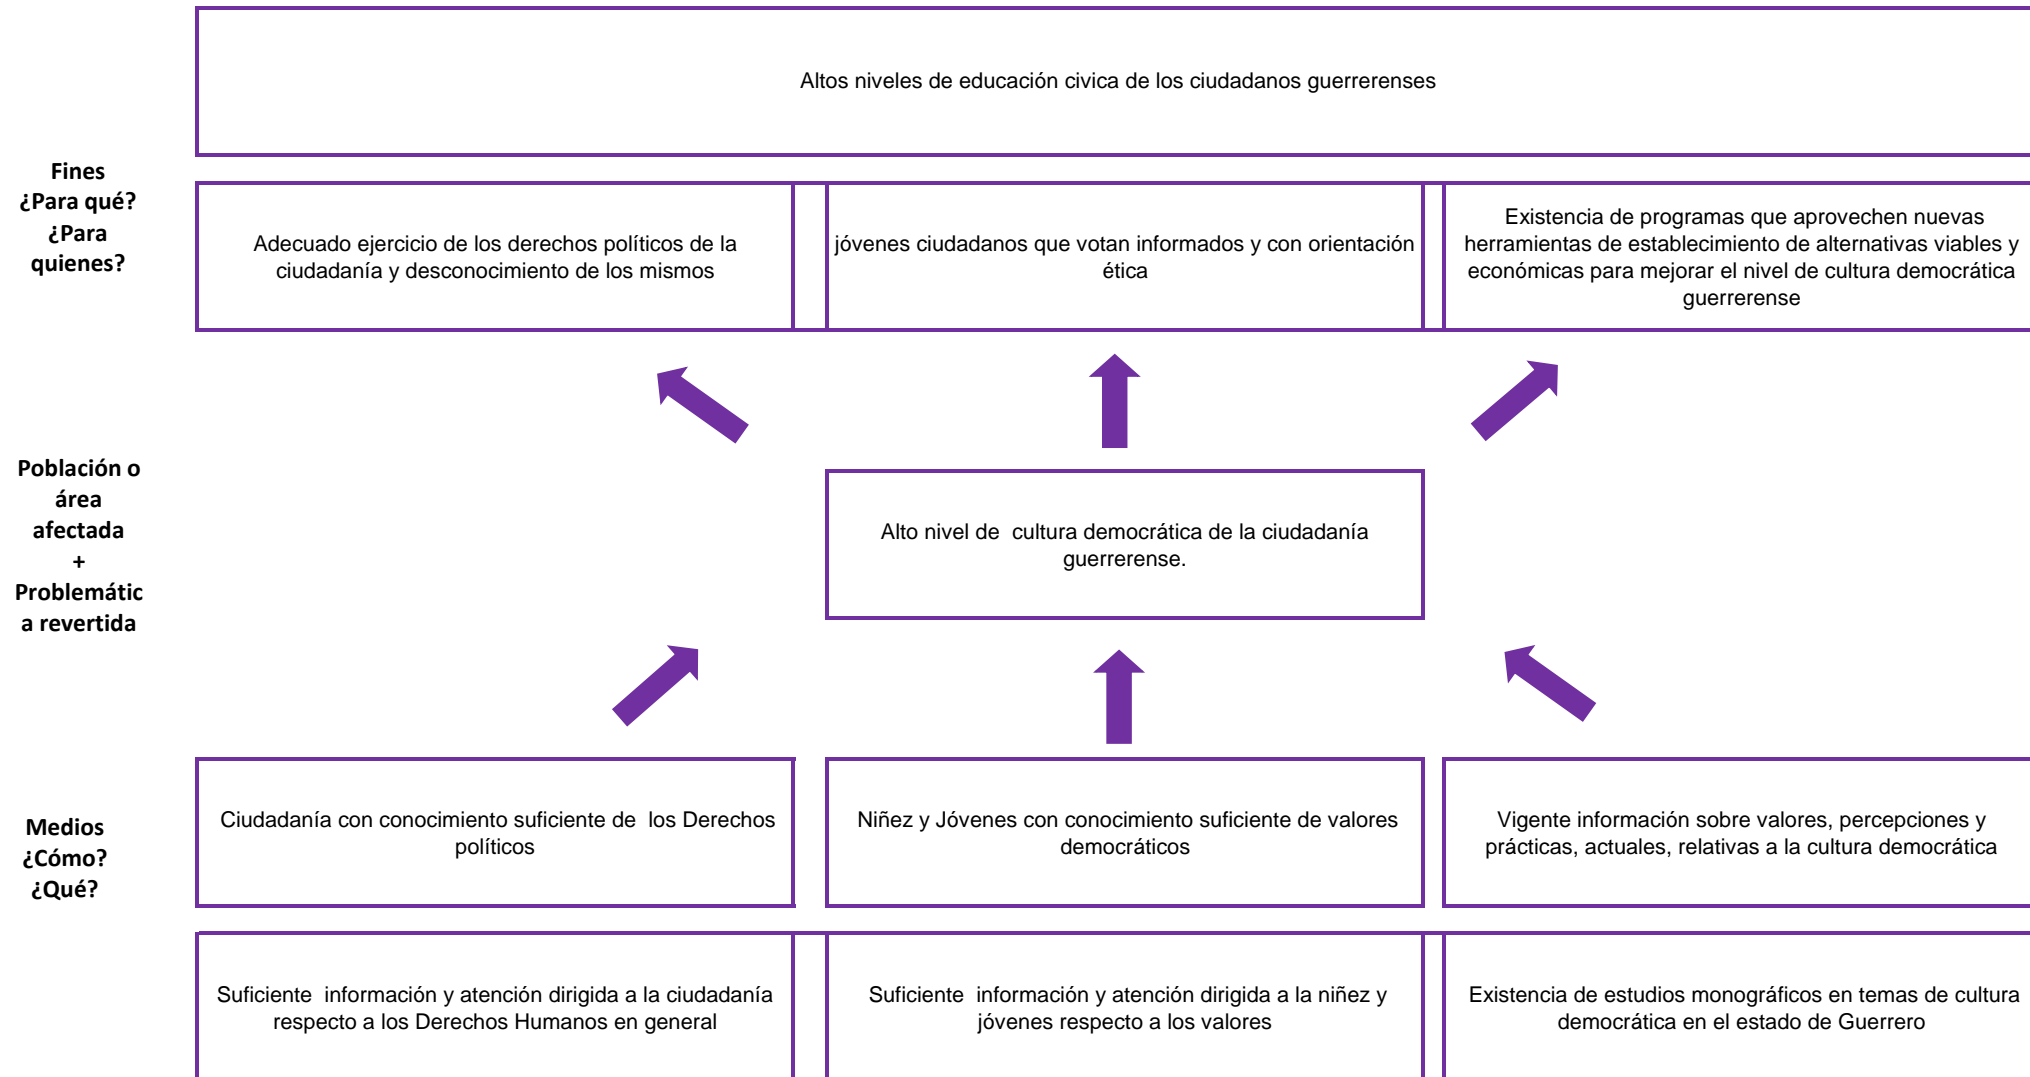 Altos niveles de educación civica de los ciudadanos guerrerenses
Fines
¿Para qué?
¿Para
quienes?
Adecuado ejercicio de los derechos políticos de la
ciudadanía y desconocimiento de los mismos
jóvenes ciudadanos que votan informados y con orientación
ética
Existencia de programas que aprovechen nuevas
herramientas de establecimiento de alternativas viables y
económicas para mejorar el nivel de cultura democrática
guerrerense
Población o
área
afectada
+
Problemátic
a revertida
Alto nivel de cultura democrática de la ciudadanía
guerrerense.
Medios
¿Cómo?
¿Qué?
Ciudadanía con conocimiento suficiente de los Derechos
políticos
Niñez y Jóvenes con conocimiento suficiente de valores
democráticos
Vigente información sobre valores, percepciones y
prácticas, actuales, relativas a la cultura democrática
Suficiente información y atención dirigida a la ciudadanía
respecto a los Derechos Humanos en general
Suficiente información y atención dirigida a la niñez y
jóvenes respecto a los valores
Existencia de estudios monográficos en temas de cultura
democrática en el estado de Guerrero